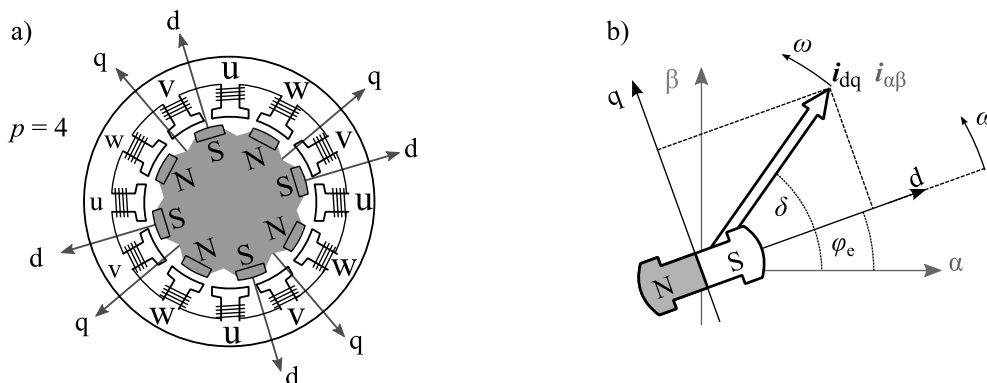 a)
p = 4
d
q
d
q
d
q
d
q
u
w
v
u
w
v
u
w
v
u
w
v
S
N
S
N
S
N
S
N
b)
ω
i_dq i_αβ
β
q
ω
d
δ
φ_e
α
S
N